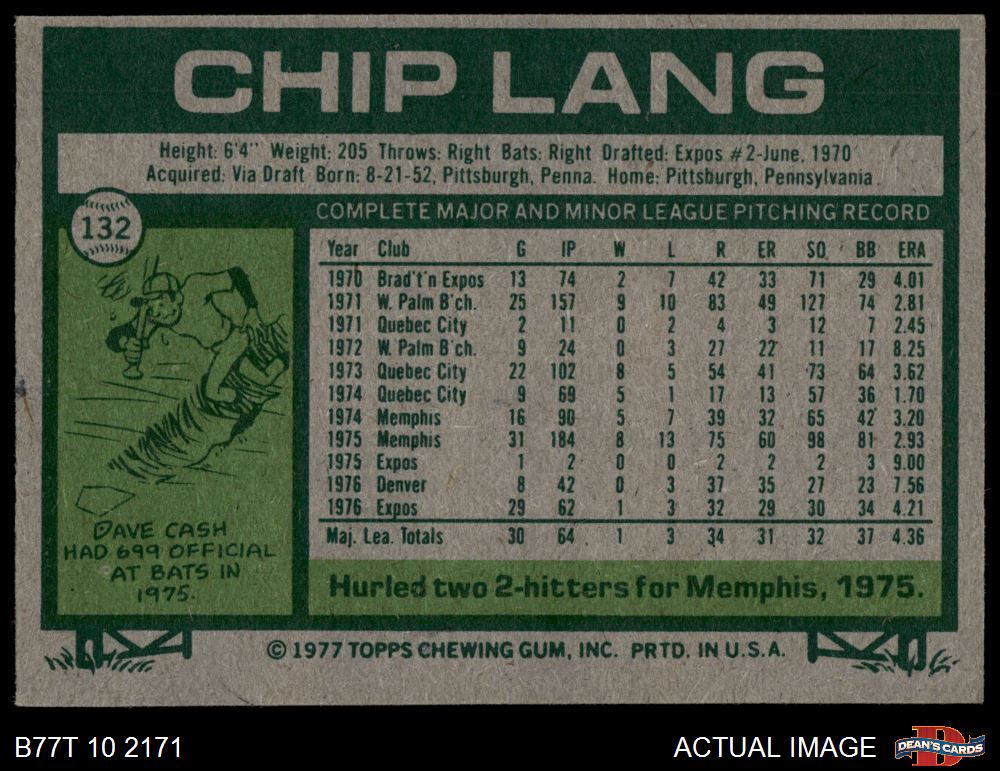 CHIP LANG
Height: 6'4" Weight: 205 Throws: Right Bats: Right Drafted: Expos #2-June, 1970
Acquired: Via Draft Born: 8-21-52, Pittsburgh, Penna. Home: Pittsburgh, Pennsylvania.
132
COMPLETE MAJOR AND MINOR LEAGUE PITCHING RECORD
Year Club G IP W L R ER SO BB ERA
1970 Brad't'n Expos 13 74 2 7 42 33 71 29 4.01
1971 W. Palm B'ch. 25 157 9 10 83 49 127 74 2.81
1971 Quebec City 2 11 0 2 4 3 12 7 2.45
1972 W. Palm B'ch. 9 24 0 3 27 22 11 17 8.25
1973 Quebec City 22 102 8 5 54 41 73 64 3.62
1974 Quebec City 9 69 5 1 17 13 57 36 1.70
1974 Memphis 16 90 5 7 39 32 65 42 3.20
1975 Memphis 31 184 8 13 75 60 98 81 2.93
1975 Expos 1 2 0 0 2 2 2 3 9.00
1976 Denver 8 42 0 3 37 35 27 23 7.56
1976 Expos 29 62 1 3 32 29 30 34 4.21
Maj. Lea. Totals 30 64 1 3 34 31 32 37 4.36
DAVE CASH
HAD 699 OFFICIAL
AT BATS IN
1975.
Hurled two 2-hitters for Memphis, 1975.
© 1977 TOPPS CHEWING GUM, INC. PRTD. IN U.S.A.
B77T 10 2171
ACTUAL IMAGE
D
DEAN'S CARDS